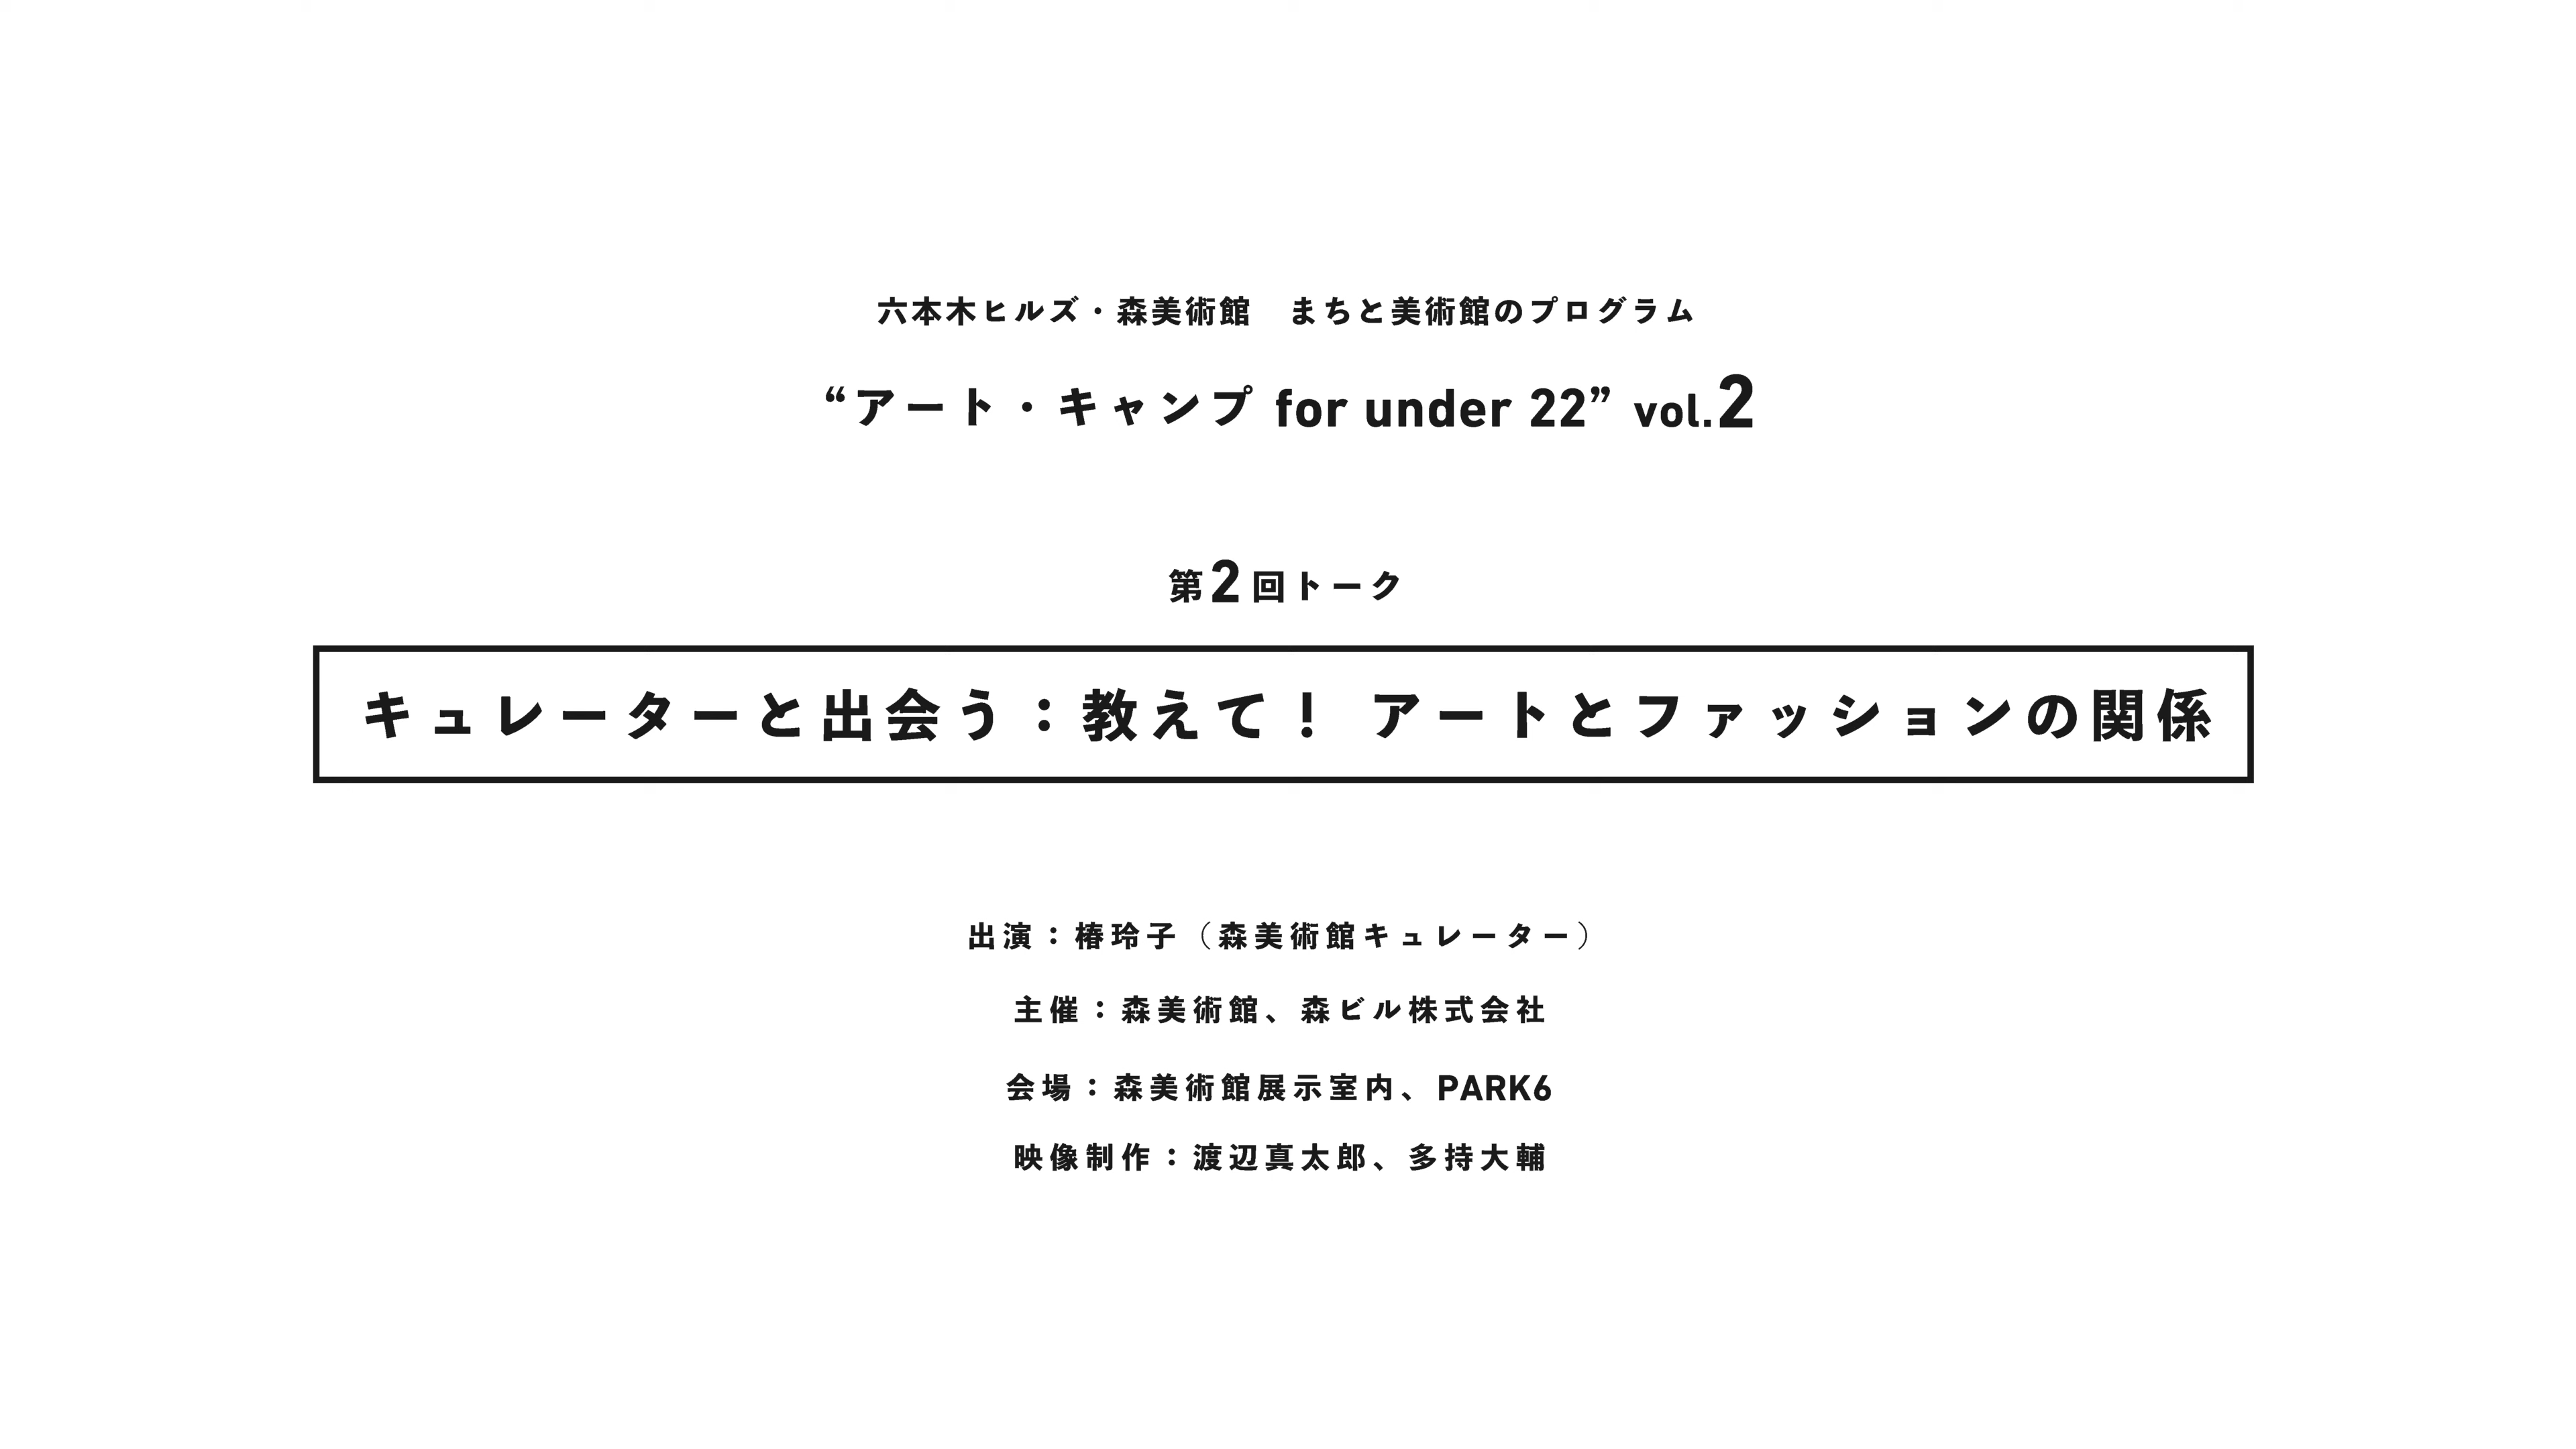 六本木ヒルズ・森美術館　まちと美術館のプログラム
“アート・キャンプ for under 22” vol.2
第2回トーク
キュレーターと出会う：教えて！ アートとファッションの関係
出演：椿玲子（森美術館キュレーター）
主催：森美術館、森ビル株式会社
会場：森美術館展示室内、PARK6
映像制作：渡辺真太郎、多持大輔